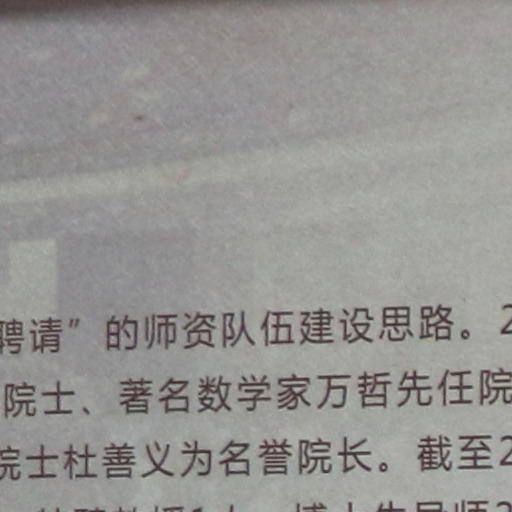 聘请”的师资队伍建设思路。2
院士、著名数学家万哲先任院
院士杜善义为名誉院长。截至2